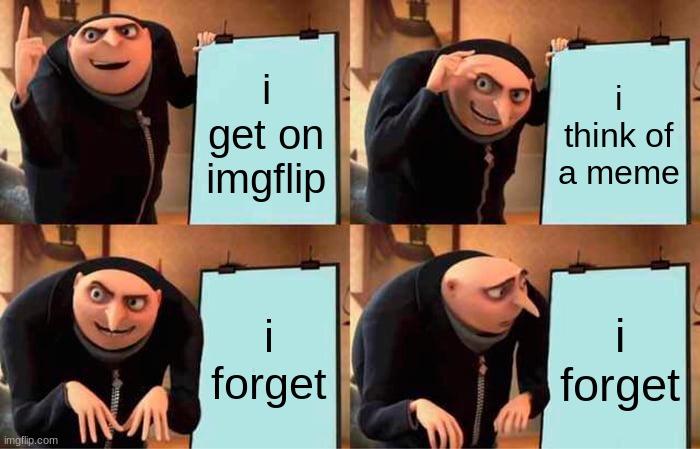 i
get on
imgflip
i
think of
a meme
i
forget
i
forget
imgflip.com